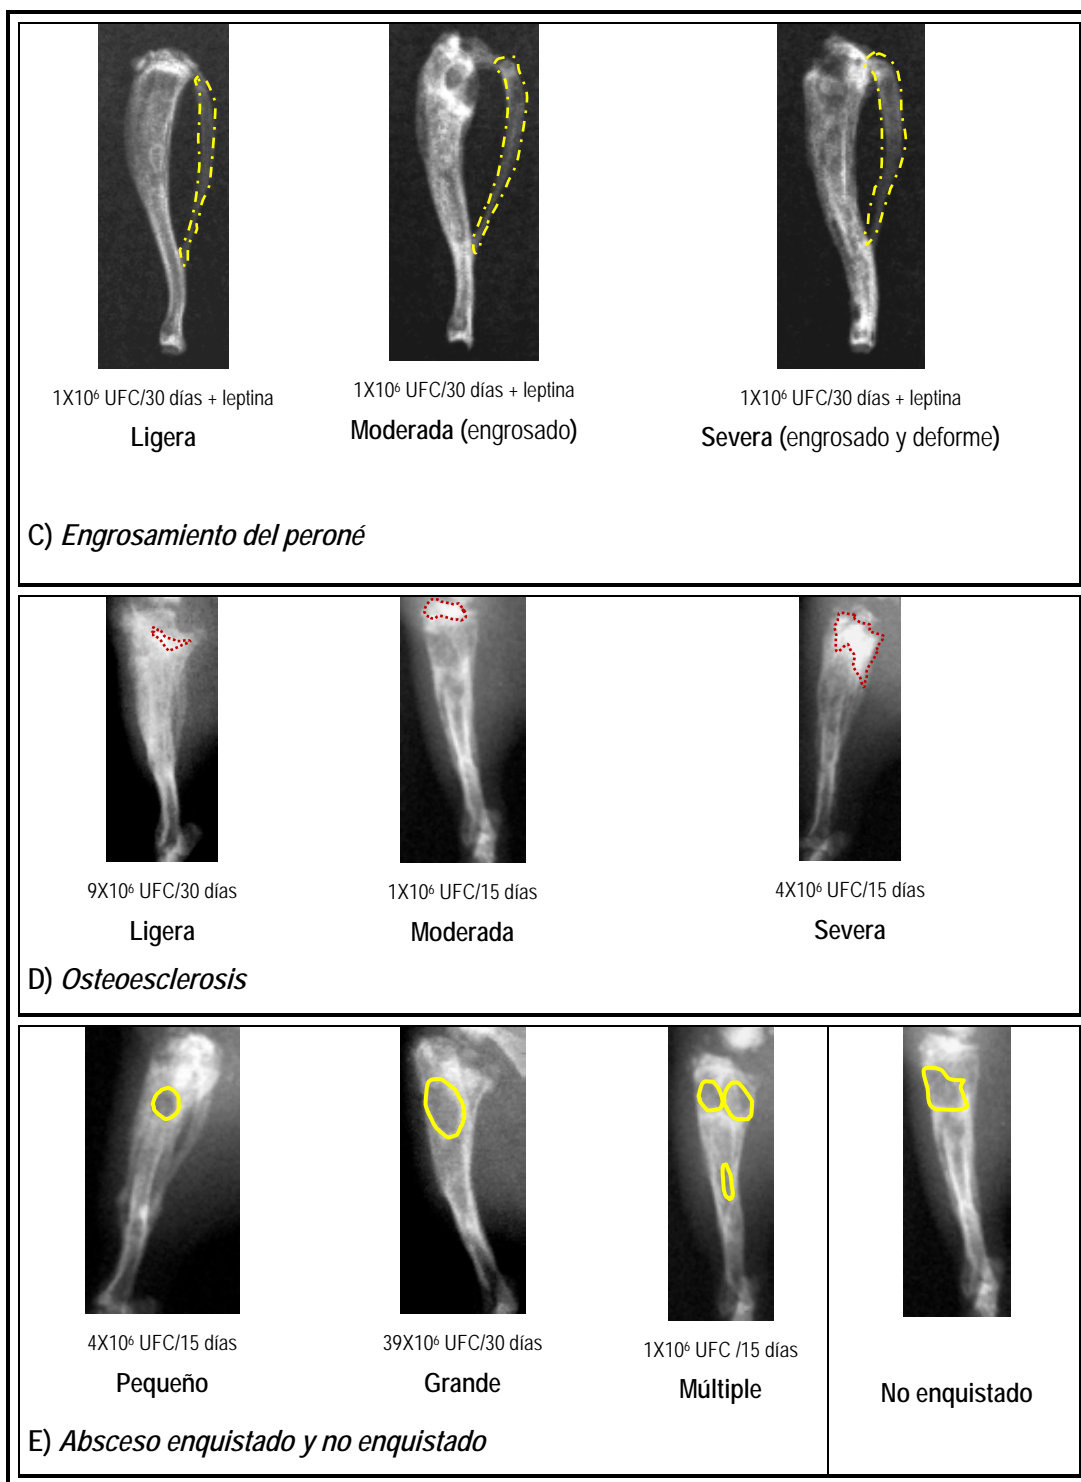 1X10⁶ UFC/30 días + leptina
Ligera
1X10⁶ UFC/30 días + leptina
Moderada (engrosado)
1X10⁶ UFC/30 días + leptina
Severa (engrosado y deforme)
C) Engrosamiento del peroné
9X10⁶ UFC/30 días
Ligera
1X10⁶ UFC/15 días
Moderada
4X10⁶ UFC/15 días
Severa
D) Osteoesclerosis
4X10⁶ UFC/15 días
Pequeño
39X10⁶ UFC/30 días
Grande
1X10⁶ UFC /15 días
Múltiple
No enquistado
E) Absceso enquistado y no enquistado